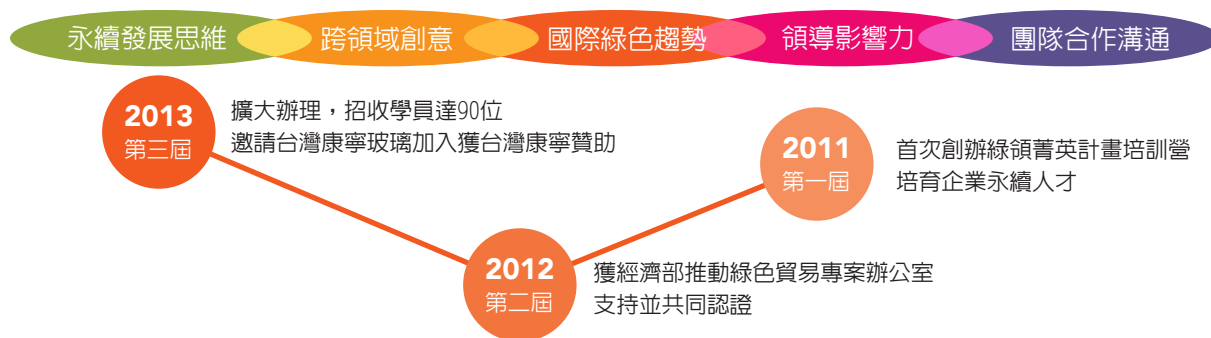 永續發展思維
跨領域創意
國際綠色趨勢
領導影響力
團隊合作溝通
2013
第三屆
擴大辦理，招收學員達90位
邀請台灣康寧玻璃加入獲台灣康寧贊助
2011
第一屆
首次創辦綠領菁英計畫培訓營
培育企業永續人才
2012
第二屆
獲經濟部推動綠色貿易專案辦公室
支持並共同認證